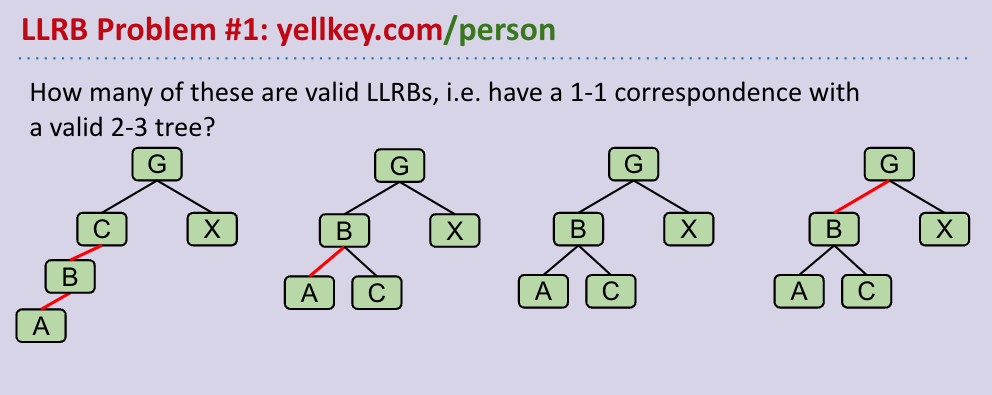 LLRB Problem #1: yellkey.com/person
How many of these are valid LLRBs, i.e. have a 1-1 correspondence with
a valid 2-3 tree?
G G G G
C X B X B X B X
B A C A C A C
A